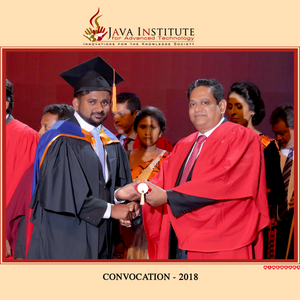 Java Institute
for Advanced Technology
Innovations for the Knowledge Society
CONVOCATION - 2018